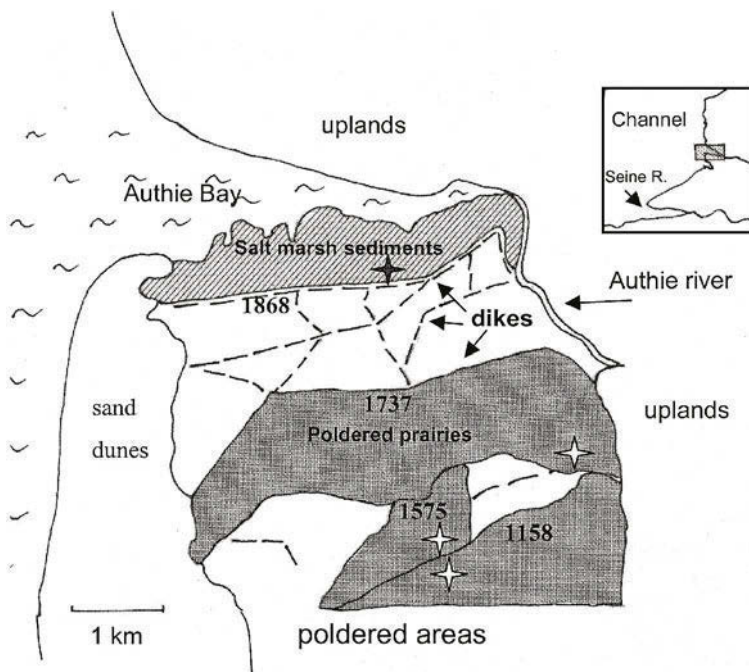 uplands
Channel
Seine R.
Authie Bay
Salt marsh sediments
Authie river
1868
dikes
sand
dunes
1737
Poldered prairies
uplands
1575
1158
1 km
poldered areas